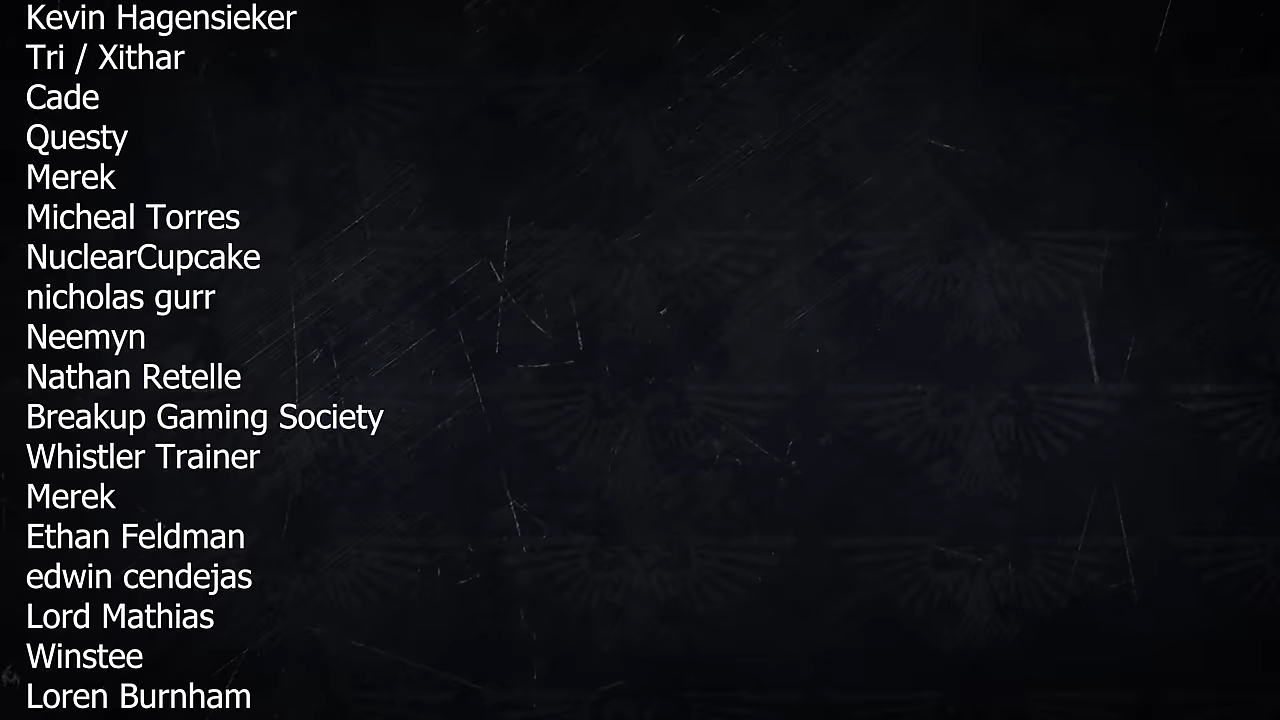 Kevin Hagensieker
Tri / Xithar
Cade
Questy
Merek
Micheal Torres
NuclearCupcake
nicholas gurr
Neemyn
Nathan Retelle
Breakup Gaming Society
Whistler Trainer
Merek
Ethan Feldman
edwin cendejas
Lord Mathias
Winstee
Loren Burnham